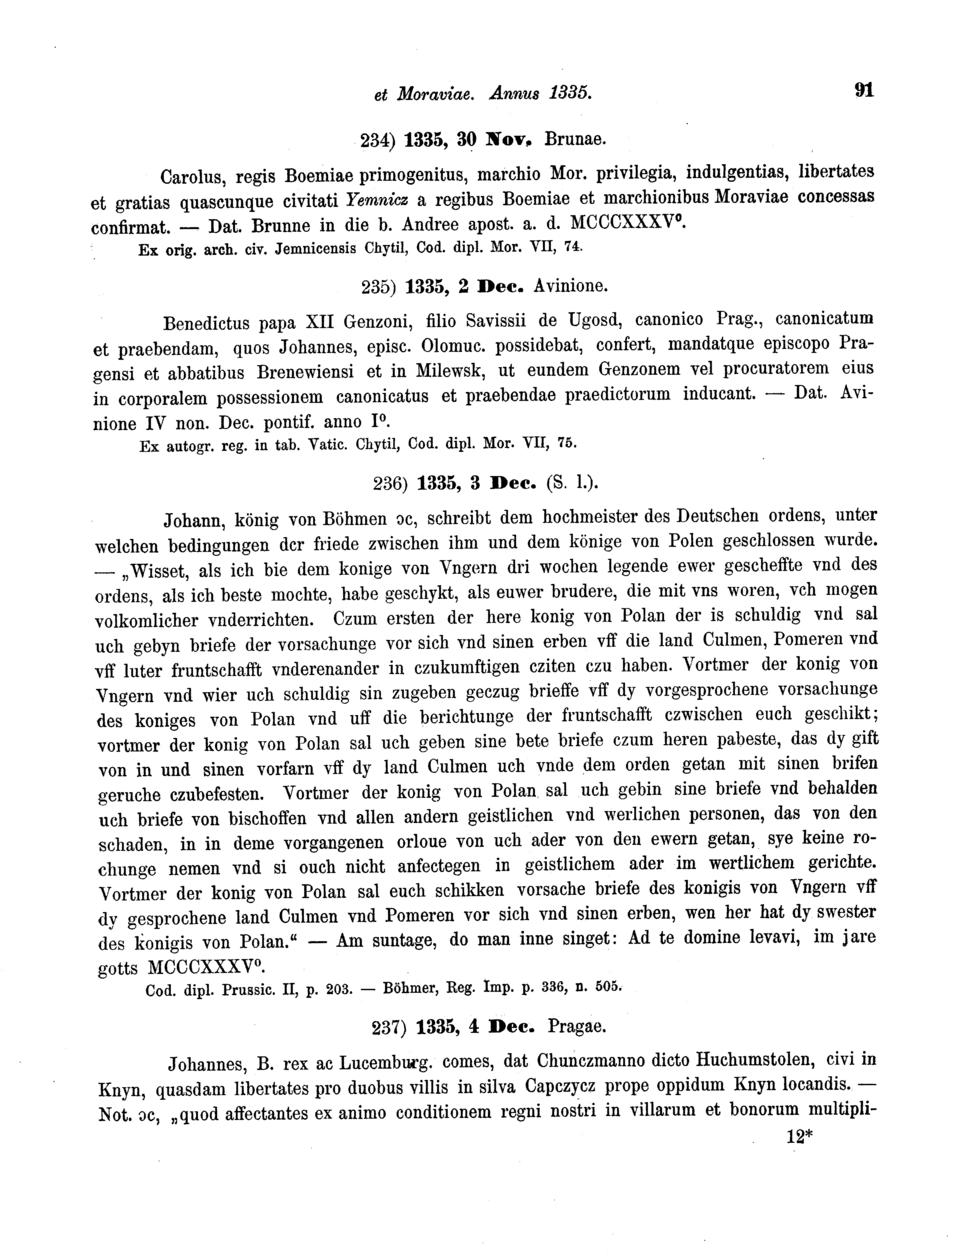 et Moraviae. Annus 1335. 91
234) 1335, 30 Nov. Brunae.
Carolus, regis Boemiae primogenitus, marchio Mor. privilegia, indulgentias, libertates
et gratias quascunque civitati Yemnicz a regibus Boemiae et marchionibus Moraviae concessas
confirmat. — Dat. Brunne in die b. Andree apost. a. d. MCCCXXXV⁰.
Ex orig. arch. civ. Jemnicensis Chytil, Cod. dipl. Mor. VII, 74.
235) 1335, 2 Dec. Avinione.
Benedictus papa XII Genzoni, filio Savissii de Ugosd, canonico Prag., canonicatum
et praebendam, quos Johannes, episc. Olomuc. possidebat, confert, mandatque episcopo Pra-
gensi et abbatibus Brenewiensi et in Milewsk, ut eundem Genzonem vel procuratorem eius
in corporalem possessionem canonicatus et praebendae praedictorum inducant. — Dat. Avi-
nione IV non. Dec. pontif. anno I⁰.
Ex autogr. reg. in tab. Vatic. Chytil, Cod. dipl. Mor. VII, 75.
236) 1335, 3 Dec. (S. l.).
Johann, könig von Böhmen ɔc, schreibt dem hochmeister des Deutschen ordens, unter
welchen bedingungen der friede zwischen ihm und dem könige von Polen geschlossen wurde.
— „Wisset, als ich bie dem konige von Vngern dri wochen legende ewer gescheffte vnd des
ordens, als ich beste mochte, habe geschykt, als euwer brudere, die mit vns woren, vch mogen
volkomlicher vnderrichten. Czum ersten der here konig von Polan der is schuldig vnd sal
uch gebyn briefe der vorsachunge vor sich vnd sinen erben vff die land Culmen, Pomeren vnd
vff luter fruntschafft vnderenander in czukumftigen cziten czu haben. Vortmer der konig von
Vngern vnd wier uch schuldig sin zugeben geczug brieffe vff dy vorgesprochene vorsachunge
des koniges von Polan vnd uff die berichtunge der fruntschafft czwischen euch geschikt;
vortmer der konig von Polan sal uch geben sine bete briefe czum heren pabeste, das dy gift
von in und sinen vorfarn vff dy land Culmen uch vnde dem orden getan mit sinen brifen
geruche czubefesten. Vortmer der konig von Polan sal uch gebin sine briefe vnd behalden
uch briefe von bischoffen vnd allen andern geistlichen vnd werlichen personen, das von den
schaden, in in deme vorgangenen orloue von uch ader von den ewern getan, sye keine ro-
chunge nemen vnd si ouch nicht anfectegen in geistlichem ader im wertlichem gerichte.
Vortmer der konig von Polan sal euch schikken vorsache briefe des konigis von Vngern vff
dy gesprochene land Culmen vnd Pomeren vor sich vnd sinen erben, wen her hat dy swester
des konigis von Polan.“ — Am suntage, do man inne singet: Ad te domine levavi, im jare
gotts MCCCXXXV⁰.
Cod. dipl. Prussic. II, p. 203. — Böhmer, Reg. Imp. p. 336, n. 505.
237) 1335, 4 Dec. Pragae.
Johannes, B. rex ac Lucemburg. comes, dat Chunczmanno dicto Huchumstolen, civi in
Knyn, quasdam libertates pro duobus villis in silva Capczycz prope oppidum Knyn locandis. —
Not. ɔc, „quod affectantes ex animo conditionem regni nostri in villarum et bonorum multipli-
12*